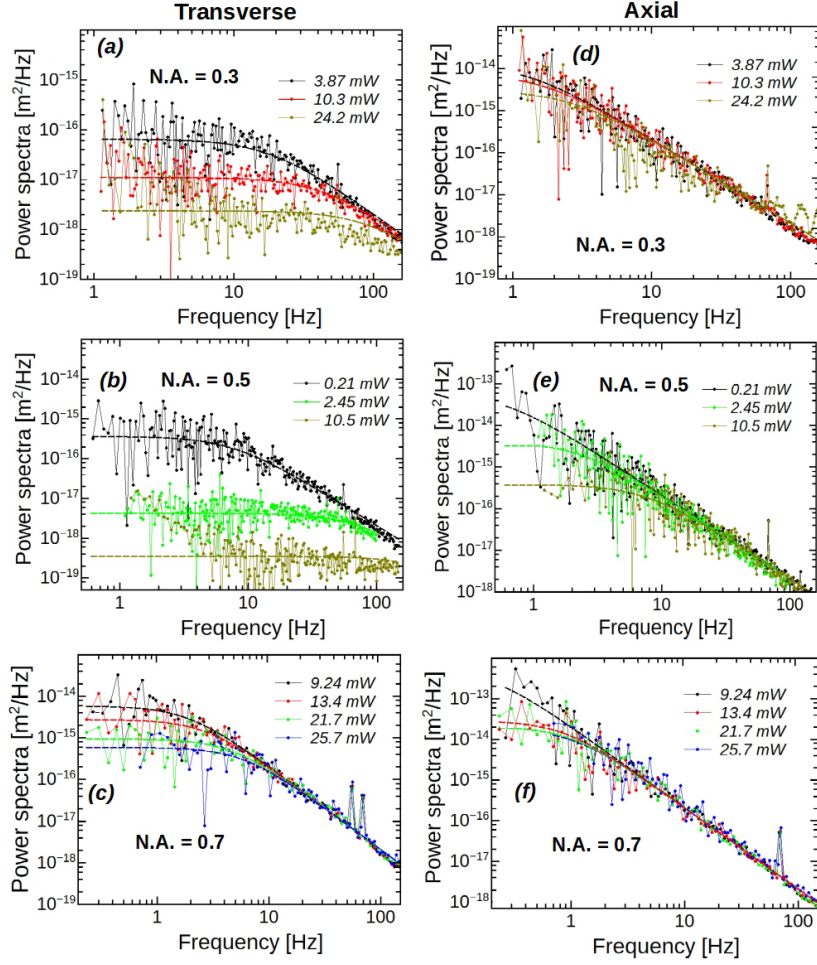 Transverse
Axial
(a)
N.A. = 0.3
3.87 mW
10.3 mW
24.2 mW
10⁻¹⁵
10⁻¹⁶
10⁻¹⁷
10⁻¹⁸
10⁻¹⁹
Power spectra [m²/Hz]
1 10 100
Frequency [Hz]
(d)
3.87 mW
10.3 mW
24.2 mW
N.A. = 0.3
10⁻¹⁴
10⁻¹⁵
10⁻¹⁶
10⁻¹⁷
10⁻¹⁸
10⁻¹⁹
Power spectra [m²/Hz]
1 10 100
Frequency [Hz]
(b)
N.A. = 0.5
0.21 mW
2.45 mW
10.5 mW
10⁻¹⁴
10⁻¹⁵
10⁻¹⁶
10⁻¹⁷
10⁻¹⁸
10⁻¹⁹
Power spectra [m²/Hz]
1 10 100
Frequency [Hz]
(e)
N.A. = 0.5
0.21 mW
2.45 mW
10.5 mW
10⁻¹³
10⁻¹⁴
10⁻¹⁵
10⁻¹⁶
10⁻¹⁷
10⁻¹⁸
Power spectra [m²/Hz]
1 10 100
Frequency [Hz]
9.24 mW
13.4 mW
21.7 mW
25.7 mW
(c)
N.A. = 0.7
10⁻¹⁴
10⁻¹⁵
10⁻¹⁶
10⁻¹⁷
10⁻¹⁸
10⁻¹⁹
Power spectra [m²/Hz]
1 10 100
Frequency [Hz]
9.24 mW
13.4 mW
21.7 mW
25.7 mW
(f)
N.A. = 0.7
10⁻¹³
10⁻¹⁴
10⁻¹⁵
10⁻¹⁶
10⁻¹⁷
10⁻¹⁸
Power spectra [m²/Hz]
1 10 100
Frequency [Hz]